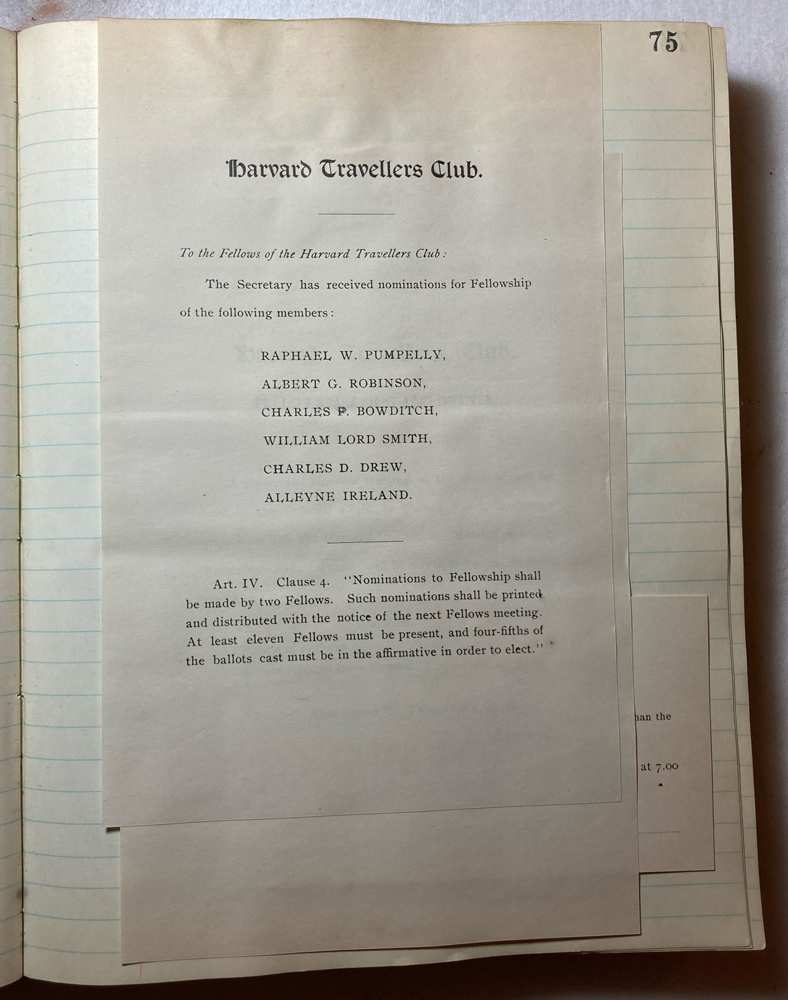 75
Harvard Travellers Club.
To the Fellows of the Harvard Travellers Club:
The Secretary has received nominations for Fellowship
of the following members:
RAPHAEL W. PUMPELLY,
ALBERT G. ROBINSON,
CHARLES P. BOWDITCH,
WILLIAM LORD SMITH,
CHARLES D. DREW,
ALLEYNE IRELAND.
Art. IV. Clause 4. "Nominations to Fellowship shall
be made by two Fellows. Such nominations shall be printed
and distributed with the notice of the next Fellows meeting.
At least eleven Fellows must be present, and four-fifths of
the ballots cast must be in the affirmative in order to elect."
han the
at 7.00